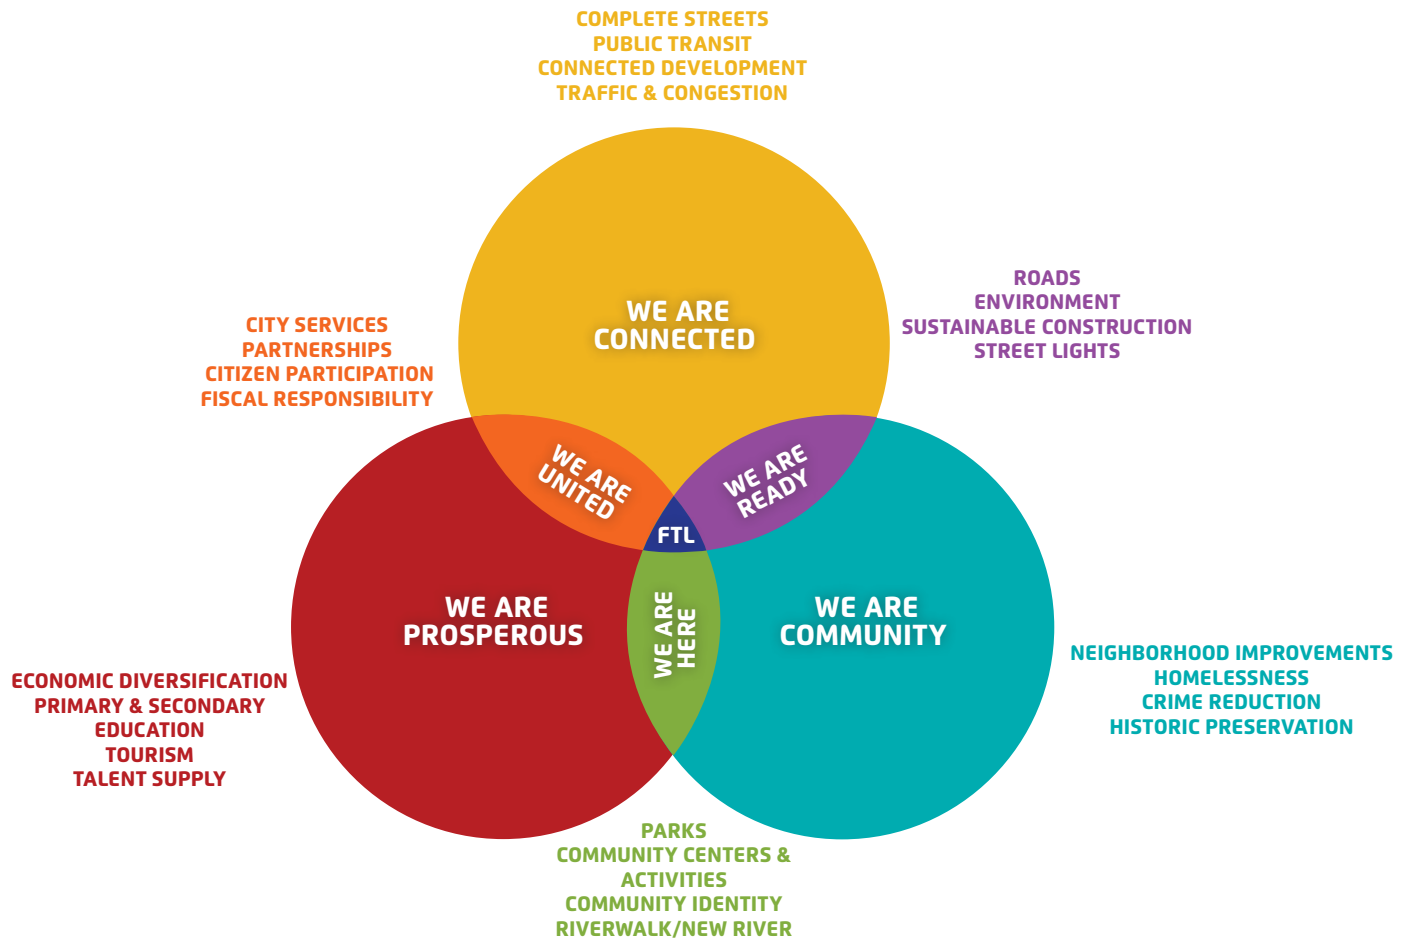 COMPLETE STREETS
PUBLIC TRANSIT
CONNECTED DEVELOPMENT
TRAFFIC & CONGESTION
WE ARE
CONNECTED
ROADS
ENVIRONMENT
SUSTAINABLE CONSTRUCTION
STREET LIGHTS
CITY SERVICES
PARTNERSHIPS
CITIZEN PARTICIPATION
FISCAL RESPONSIBILITY
WE ARE
UNITED
WE ARE
READY
FTL
WE ARE
PROSPEROUS
WE ARE
HERE
WE ARE
COMMUNITY
ECONOMIC DIVERSIFICATION
PRIMARY & SECONDARY
EDUCATION
TOURISM
TALENT SUPPLY
NEIGHBORHOOD IMPROVEMENTS
HOMELESSNESS
CRIME REDUCTION
HISTORIC PRESERVATION
PARKS
COMMUNITY CENTERS &
ACTIVITIES
COMMUNITY IDENTITY
RIVERWALK/NEW RIVER